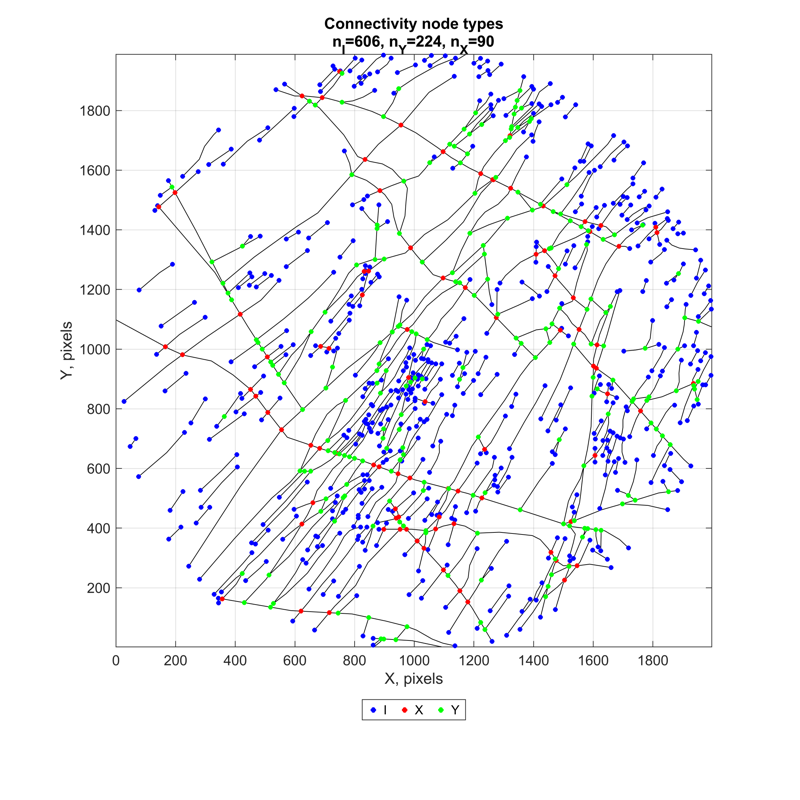 Connectivity node types
n_I=606, n_Y=224, n_X=90
1800
1600
1400
1200
1000
800
600
400
200
Y, pixels
0 200 400 600 800 1000 1200 1400 1600 1800
X, pixels
I X Y